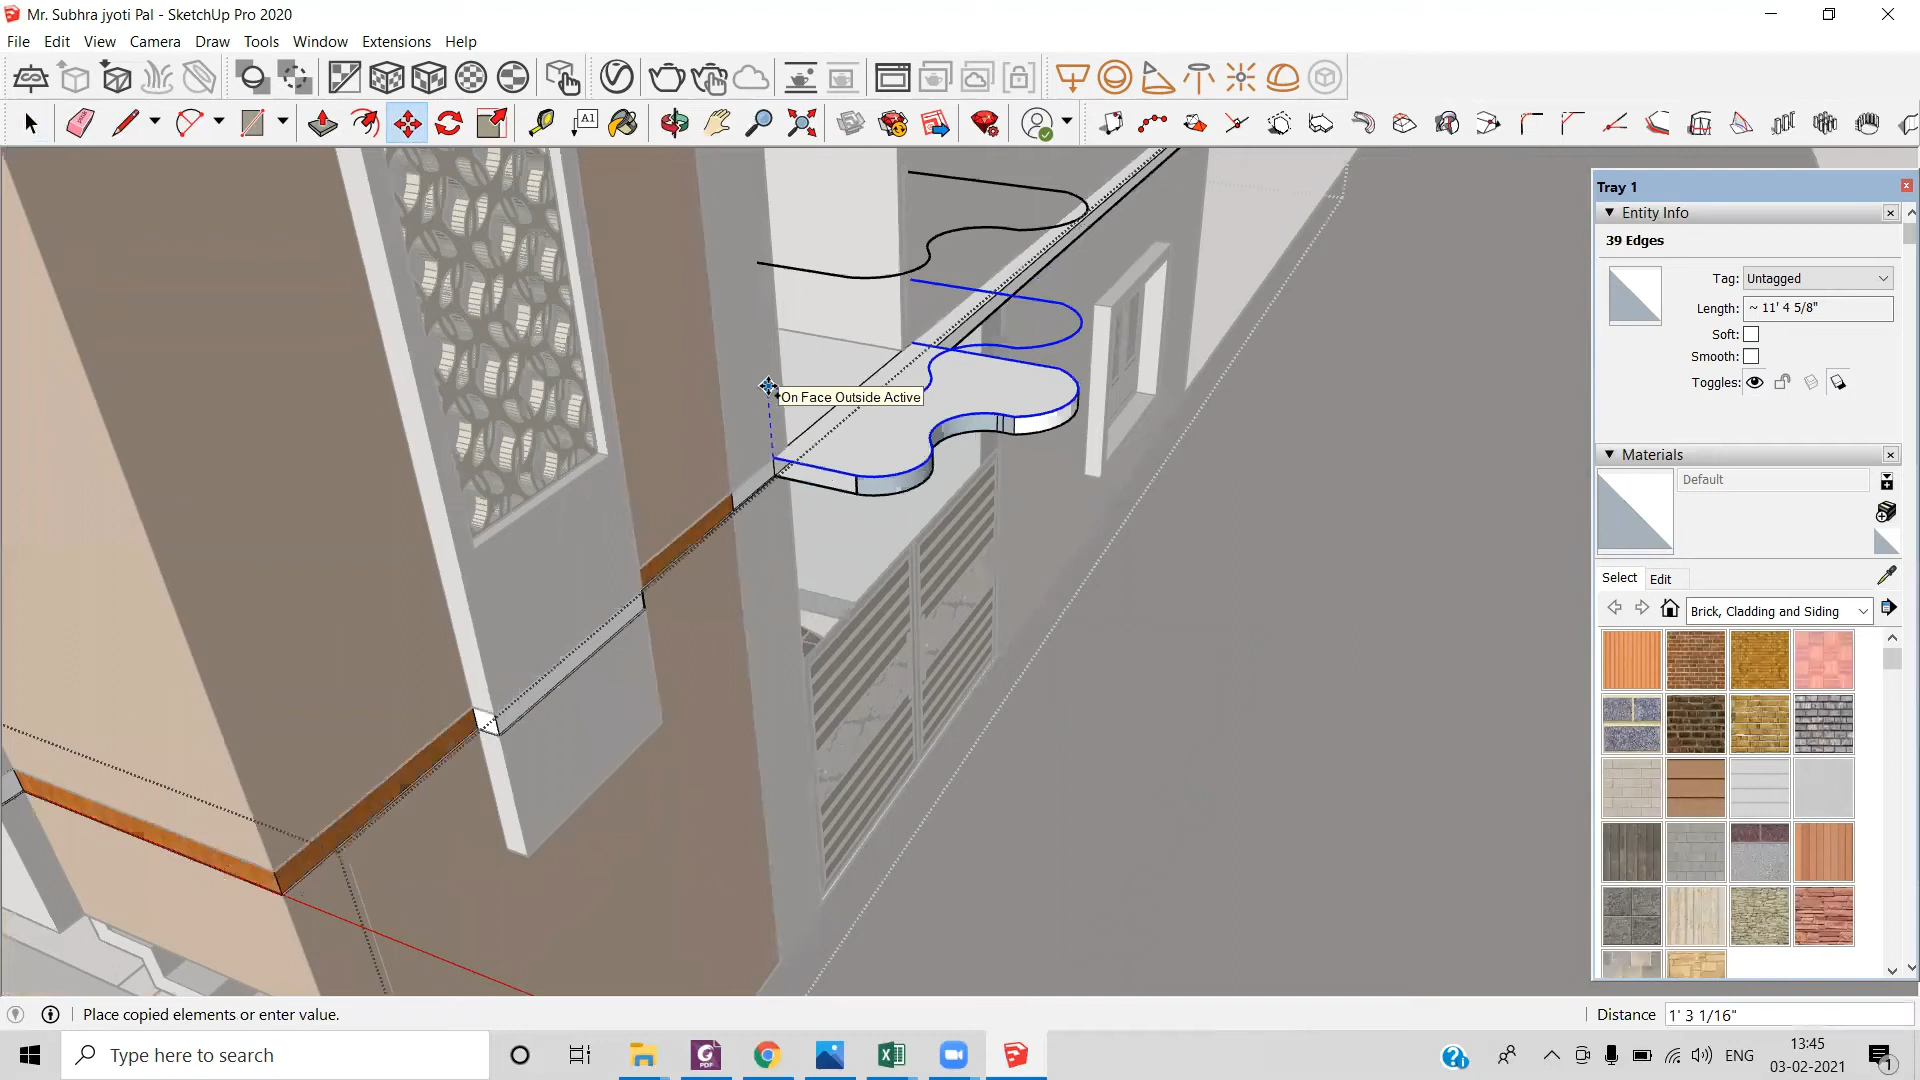 Mr. Subhra jyoti Pal - SketchUp Pro 2020
File Edit View Camera Draw Tools Window Extensions Help
A1
Tray 1
Entity Info
39 Edges
Tag: Untagged
Length: ~ 11' 4 5/8"
Soft:
Smooth:
Toggles:
On Face Outside Active
Materials
Default
Select Edit
Brick, Cladding and Siding
Place copied elements or enter value.
Distance 1' 3 1/16"
Type here to search
PDF
ENG
13:45
03-02-2021
1